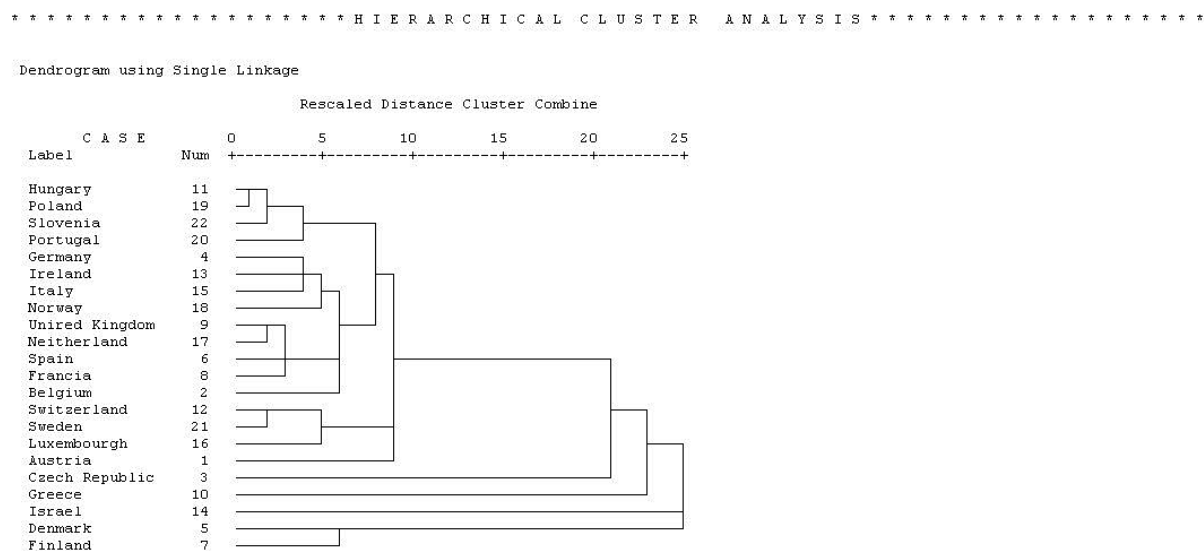 * * * * * * * * * * * * * * * * * * * H I E R A R C H I C A L  C L U S T E R  A N A L Y S I S * * * * * * * * * * * * * * * * * * *
Dendrogram using Single Linkage
Rescaled Distance Cluster Combine
C A S E 0 5 10 15 20 25
Label Num +---------+---------+---------+---------+---------+
Hungary 11
Poland 19
Slovenia 22
Portugal 20
Germany 4
Ireland 13
Italy 15
Norway 18
Unired Kingdom 9
Neitherland 17
Spain 6
Francia 8
Belgium 2
Switzerland 12
Sweden 21
Luxembourgh 16
Austria 1
Czech Republic 3
Greece 10
Israel 14
Denmark 5
Finland 7